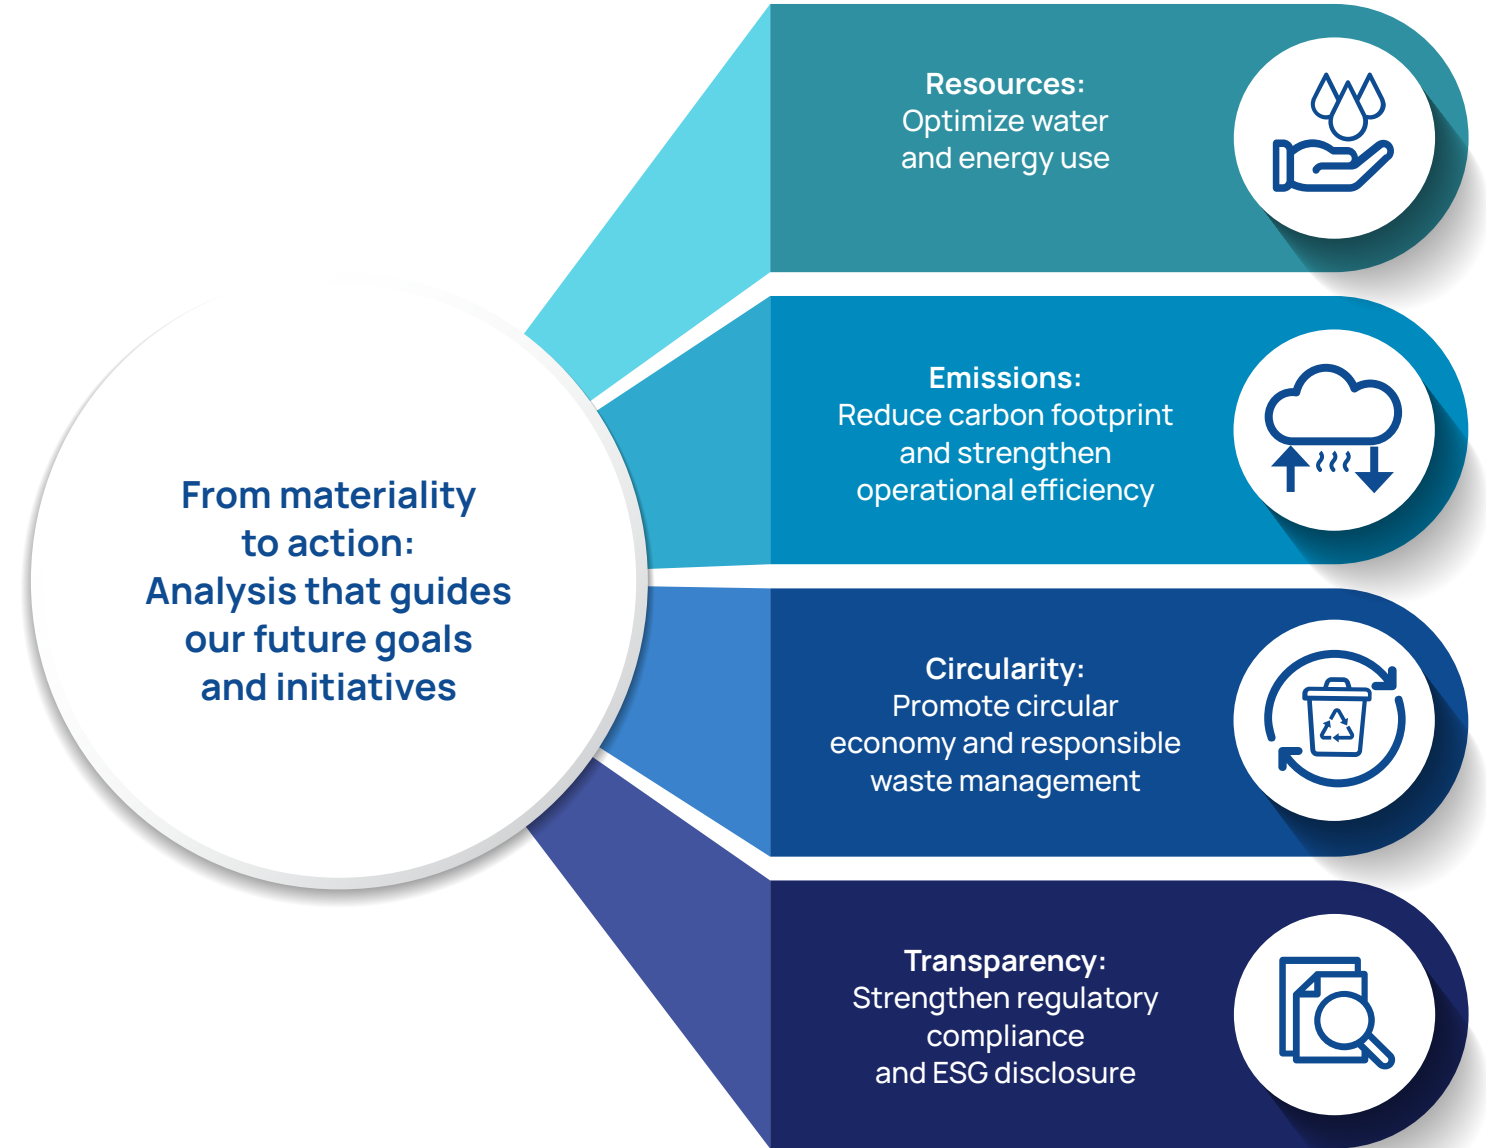 From materiality
to action:
Analysis that guides
our future goals
and initiatives
Resources:
Optimize water
and energy use
Emissions:
Reduce carbon footprint
and strengthen
operational efficiency
Circularity:
Promote circular
economy and responsible
waste management
Transparency:
Strengthen regulatory
compliance
and ESG disclosure